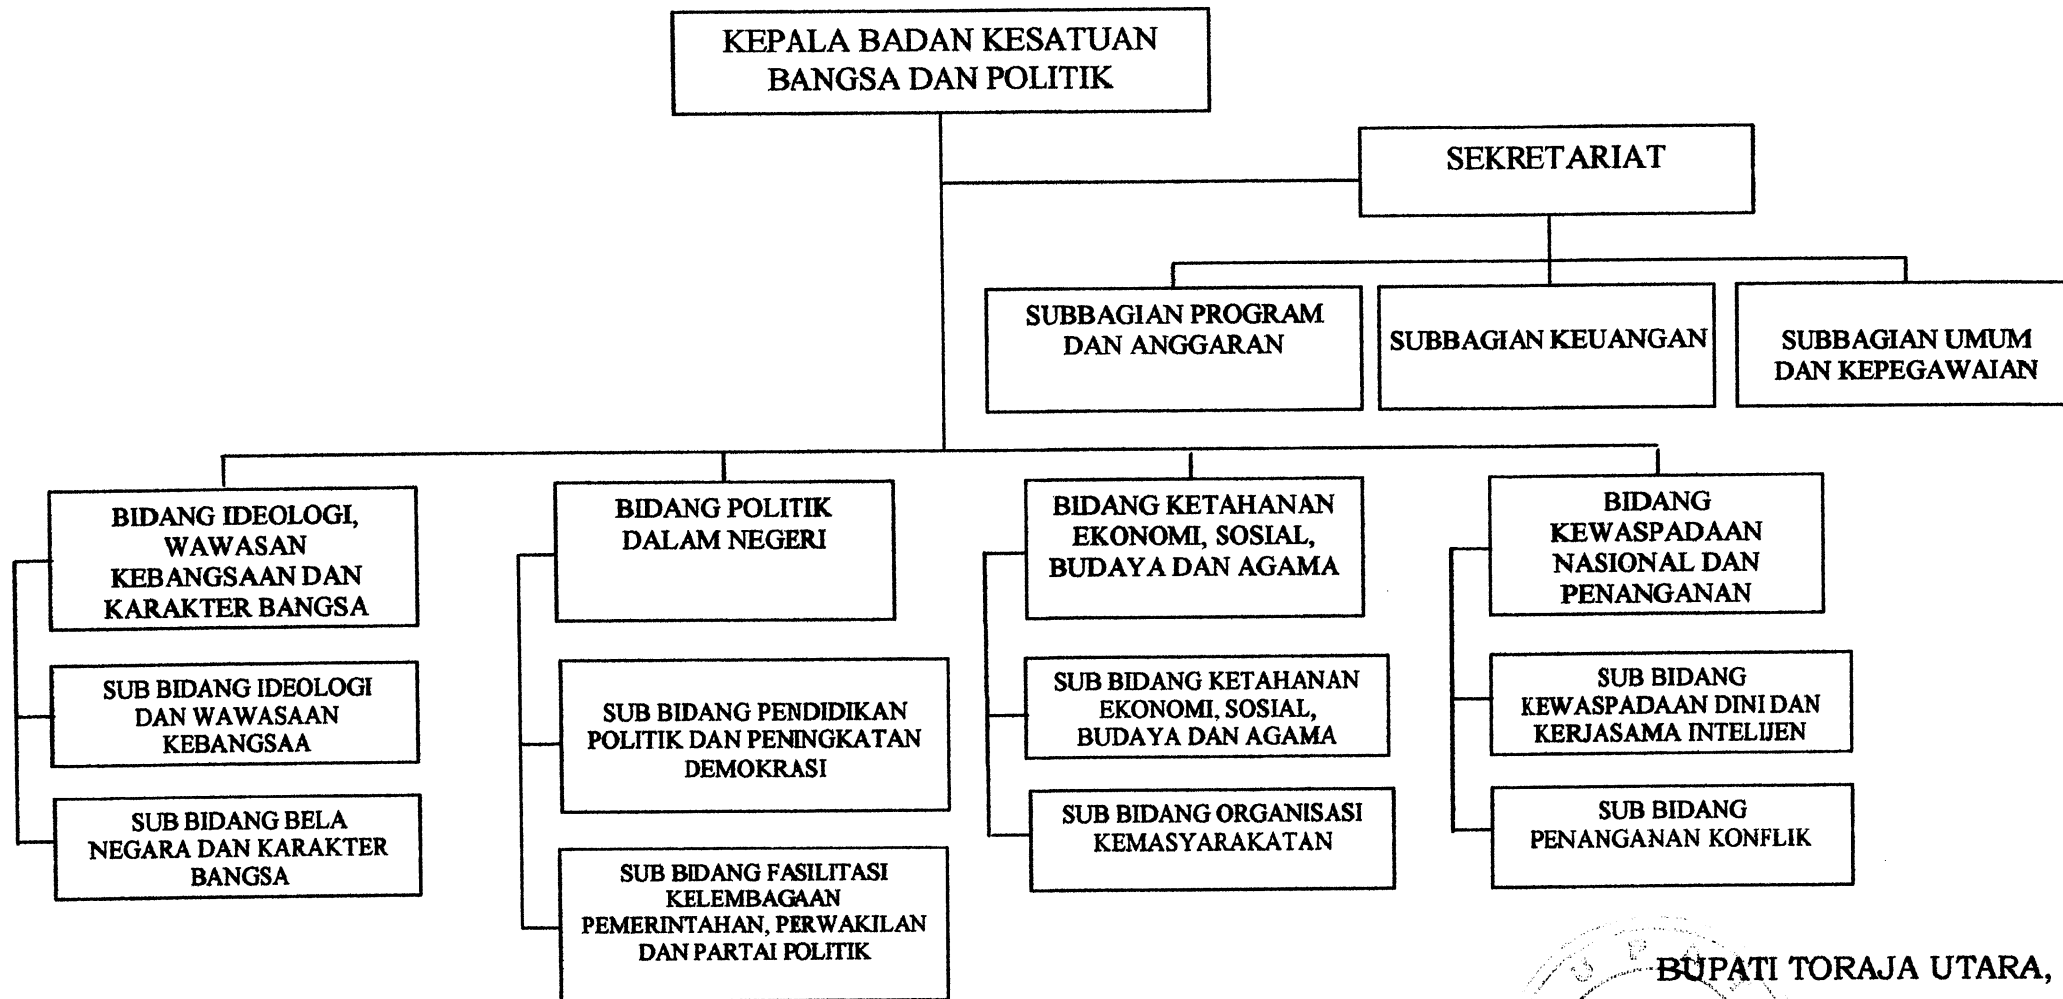 KEPALA BADAN KESATUAN
BANGSA DAN POLITIK
SEKRETARIAT
SUBBAGIAN PROGRAM
DAN ANGGARAN
SUBBAGIAN KEUANGAN
SUBBAGIAN UMUM
DAN KEPEGAWAIAN
BIDANG IDEOLOGI,
WAWASAN
KEBANGSAAN DAN
KARAKTER BANGSA
SUB BIDANG IDEOLOGI
DAN WAWASAAN
KEBANGSAA
SUB BIDANG BELA
NEGARA DAN KARAKTER
BANGSA
BIDANG POLITIK
DALAM NEGERI
SUB BIDANG PENDIDIKAN
POLITIK DAN PENINGKATAN
DEMOKRASI
SUB BIDANG FASILITASI
KELEMBAGAAN
PEMERINTAHAN, PERWAKILAN
DAN PARTAI POLITIK
BIDANG KETAHANAN
EKONOMI, SOSIAL,
BUDAYA DAN AGAMA
SUB BIDANG KETAHANAN
EKONOMI, SOSIAL,
BUDAYA DAN AGAMA
SUB BIDANG ORGANISASI
KEMASYARAKATAN
BIDANG
KEWASPADAAN
NASIONAL DAN
PENANGANAN
SUB BIDANG
KEWASPADAAN DINI DAN
KERJASAMA INTELIJEN
SUB BIDANG
PENANGANAN KONFLIK
BUPATI TORAJA UTARA,